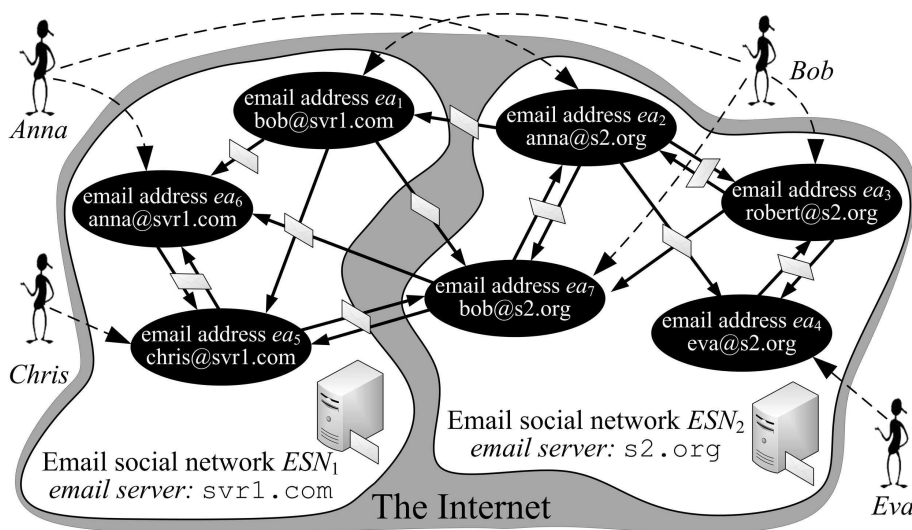 Anna
Bob
email address ea1
bob@svr1.com
email address ea2
anna@s2.org
email address ea6
anna@svr1.com
email address ea3
robert@s2.org
email address ea7
bob@s2.org
email address ea5
chris@svr1.com
email address ea4
eva@s2.org
Chris
Email social network ESN1
email server: svr1.com
Email social network ESN2
email server: s2.org
The Internet
Eva